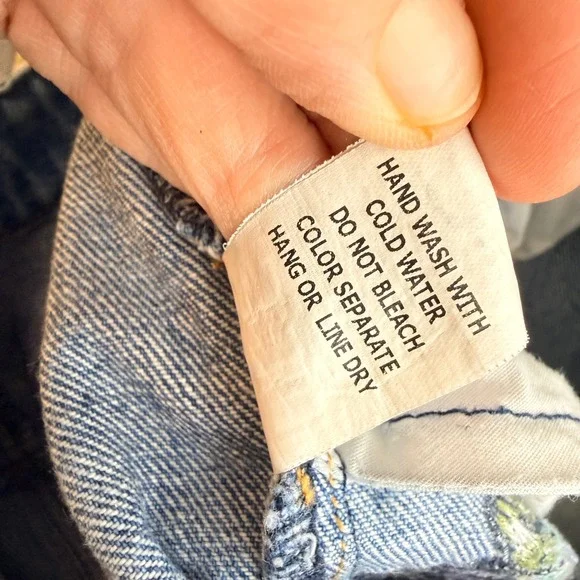 HAND WASH WITH
COLD WATER
DO NOT BLEACH
COLOR SEPARATE
HANG OR LINE DRY